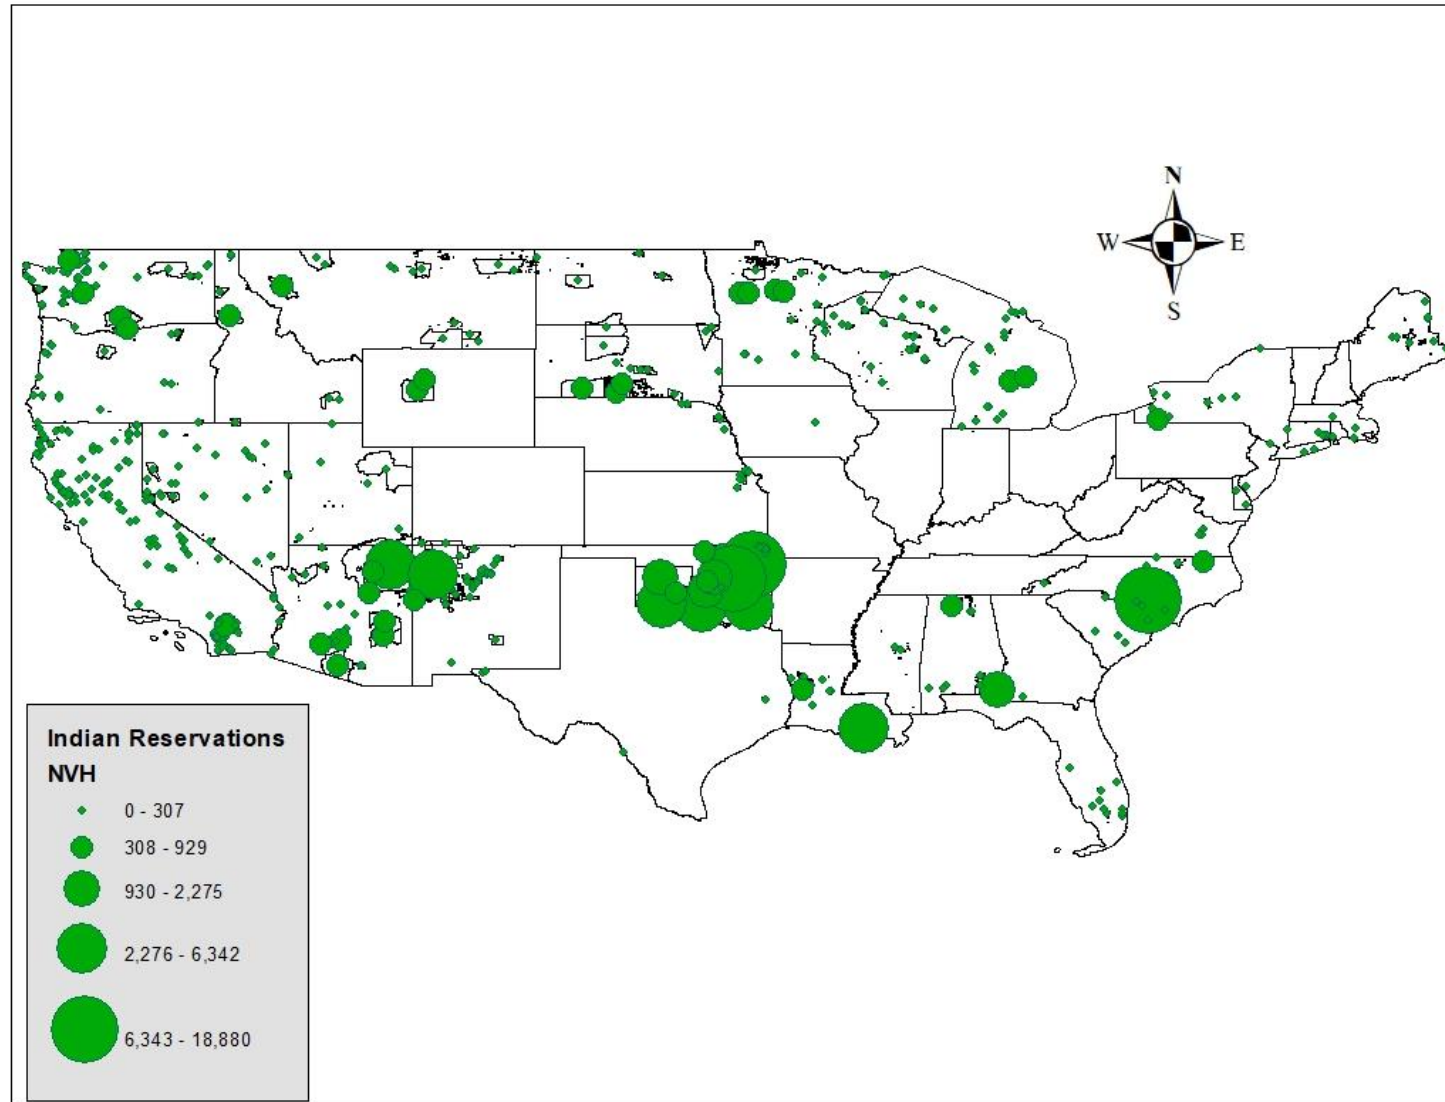 N
W E
S
Indian Reservations
NVH
0 - 307
308 - 929
930 - 2,275
2,276 - 6,342
6,343 - 18,880